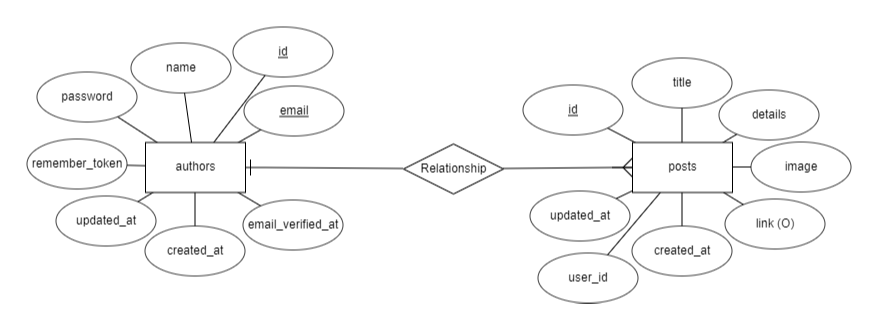 id
name
password
email
remember_token
authors
updated_at
created_at
email_verified_at
Relationship
title
id
details
posts
image
updated_at
link (O)
created_at
user_id